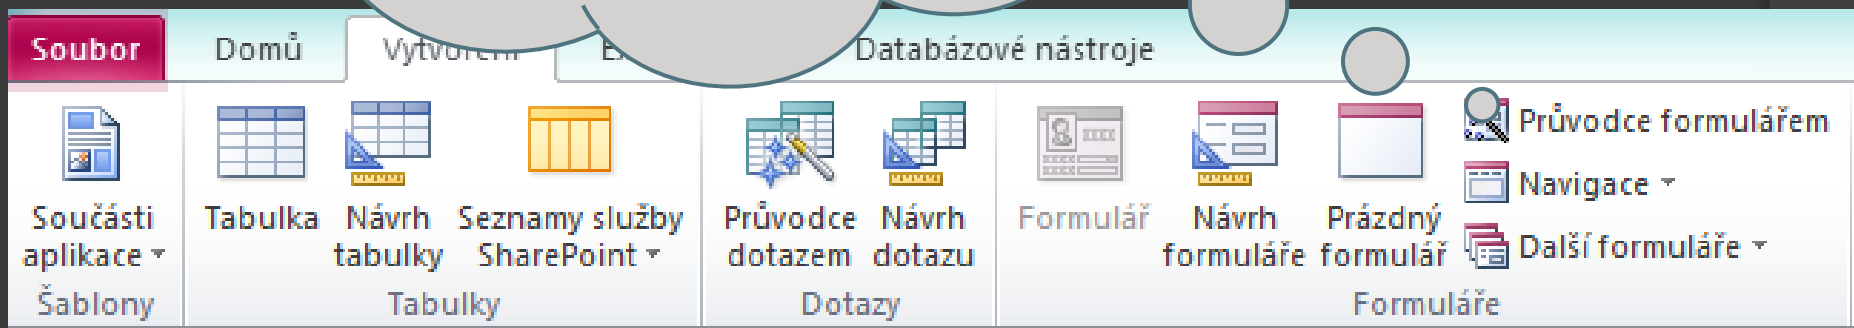 Soubor
Domů
Databázové nástroje
Součásti
aplikace
Tabulka
Návrh
tabulky
Seznamy služby
SharePoint
Průvodce
dotazem
Návrh
dotazu
Formulář
Návrh
formuláře
Prázdný
formulář
Průvodce formulářem
Navigace
Další formuláře
Šablony
Tabulky
Dotazy
Formuláře